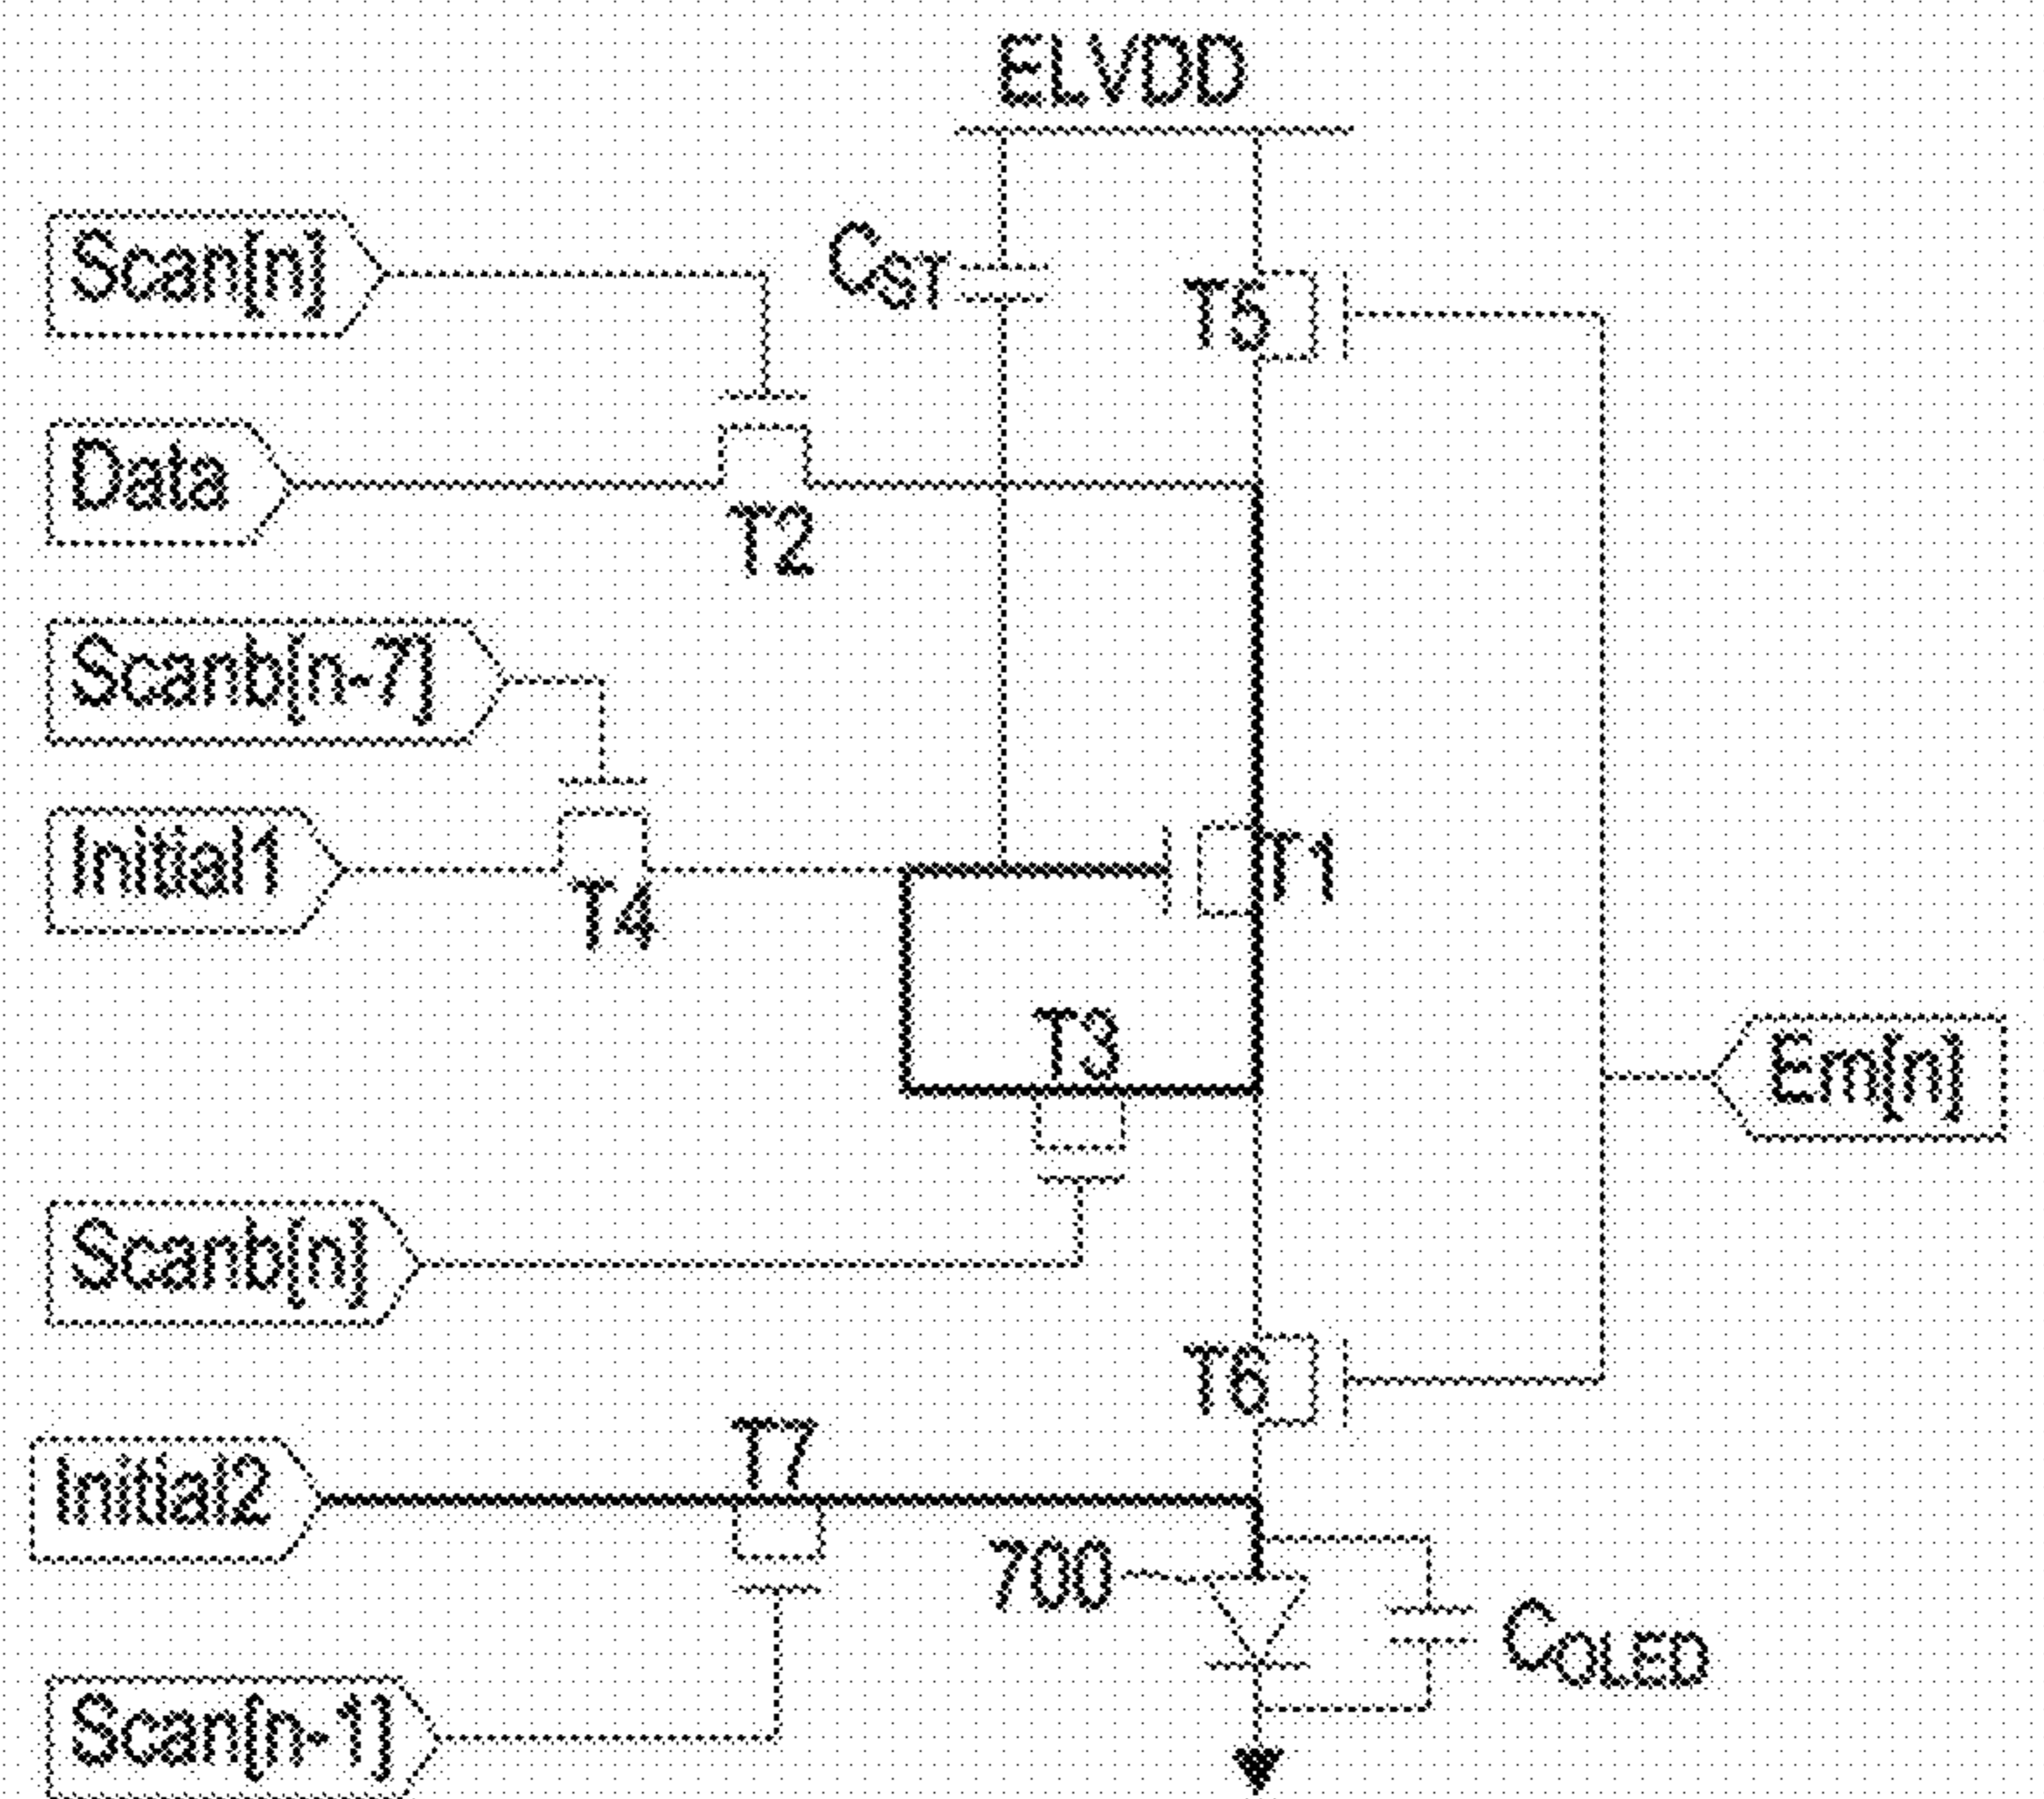 ELVDD
Scan[n]
CST
T5
Data
T2
Scanb[n-7]
Initial1
T4
T1
T3
Em[n]
Scanb[n]
T6
T7
Initial2
700
COLED
Scan[n-1]